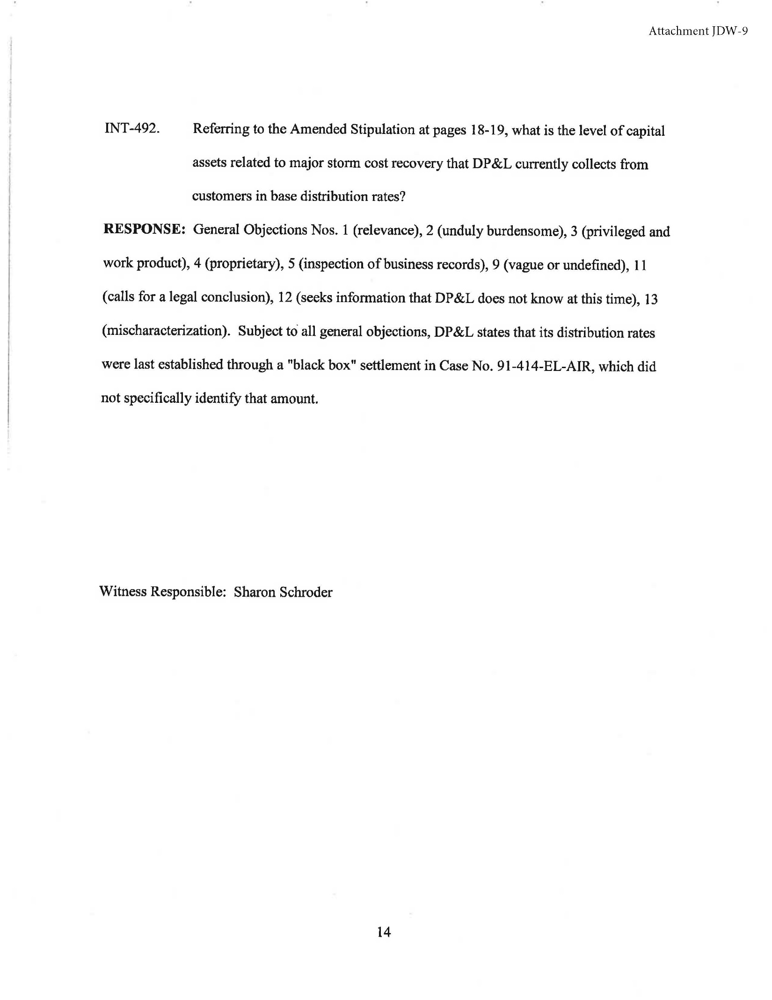 Attachment JDW-9
INT-492. Referring to the Amended Stipulation at pages 18-19, what is the level of capital
assets related to major storm cost recovery that DP&L currently collects from
customers in base distribution rates?
RESPONSE: General Objections Nos. 1 (relevance), 2 (unduly burdensome), 3 (privileged and
work product), 4 (proprietary), 5 (inspection of business records), 9 (vague or undefined), 11
(calls for a legal conclusion), 12 (seeks information that DP&L does not know at this time), 13
(mischaracterization). Subject to all general objections, DP&L states that its distribution rates
were last established through a "black box" settlement in Case No. 91-414-EL-AIR, which did
not specifically identify that amount.
Witness Responsible: Sharon Schroder
14